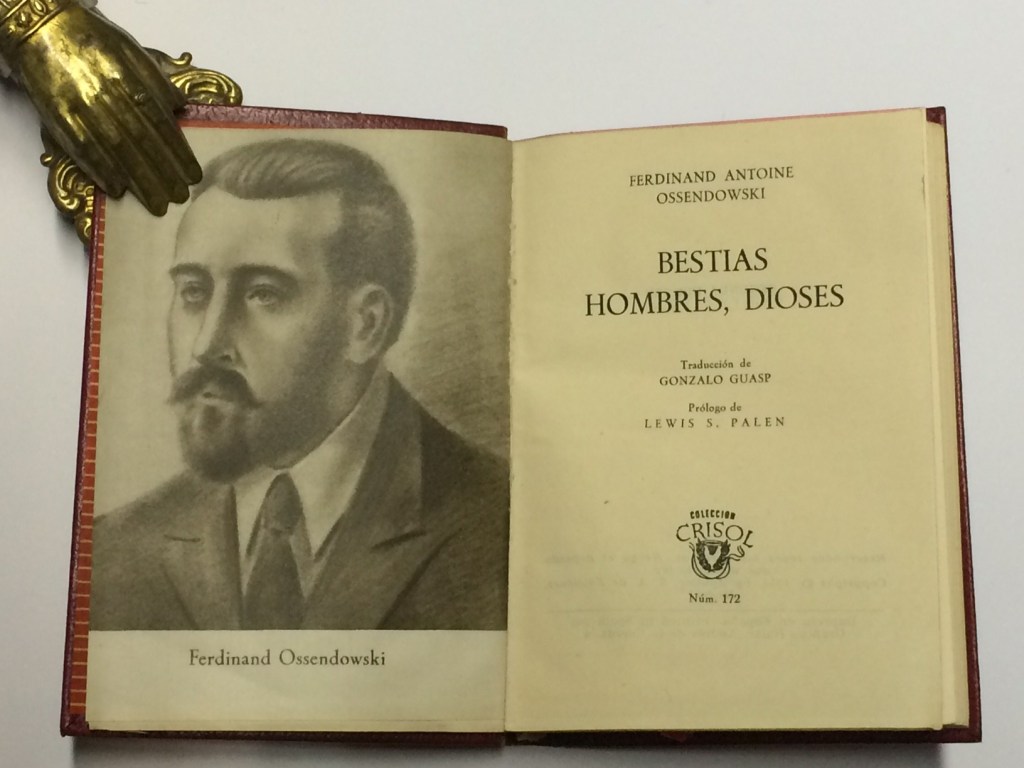 Ferdinand Ossendowski
FERDINAND ANTOINE
OSSENDOWSKI
BESTIAS
HOMBRES, DIOSES
Traducción de
GONZALO GUASP
Prólogo de
LEWIS S. PALEN
COLECCION
CRISOL
Núm. 172